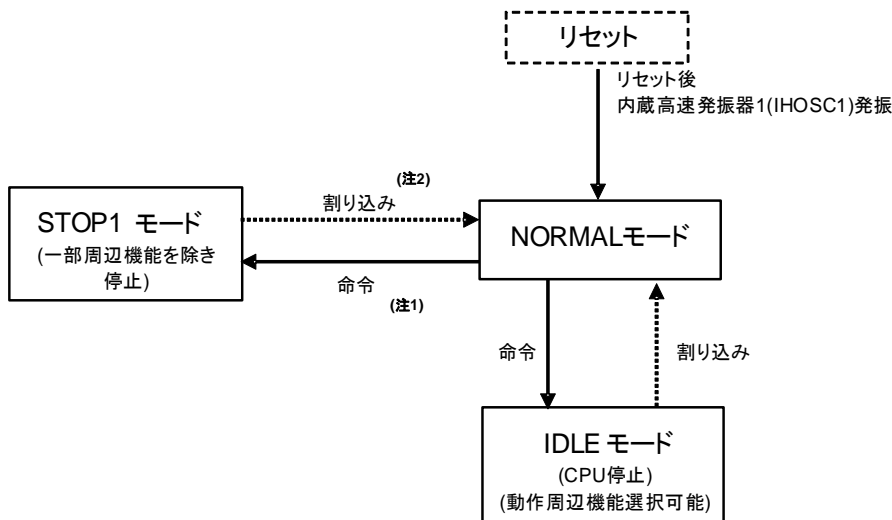 リセット
リセット後
内蔵高速発振器1(IHOSC1)発振
(注2)
割り込み
STOP1 モード
(一部周辺機能を除き
停止)
NORMALモード
命令
(注1)
命令
割り込み
IDLE モード
(CPU停止)
(動作周辺機能選択可能)